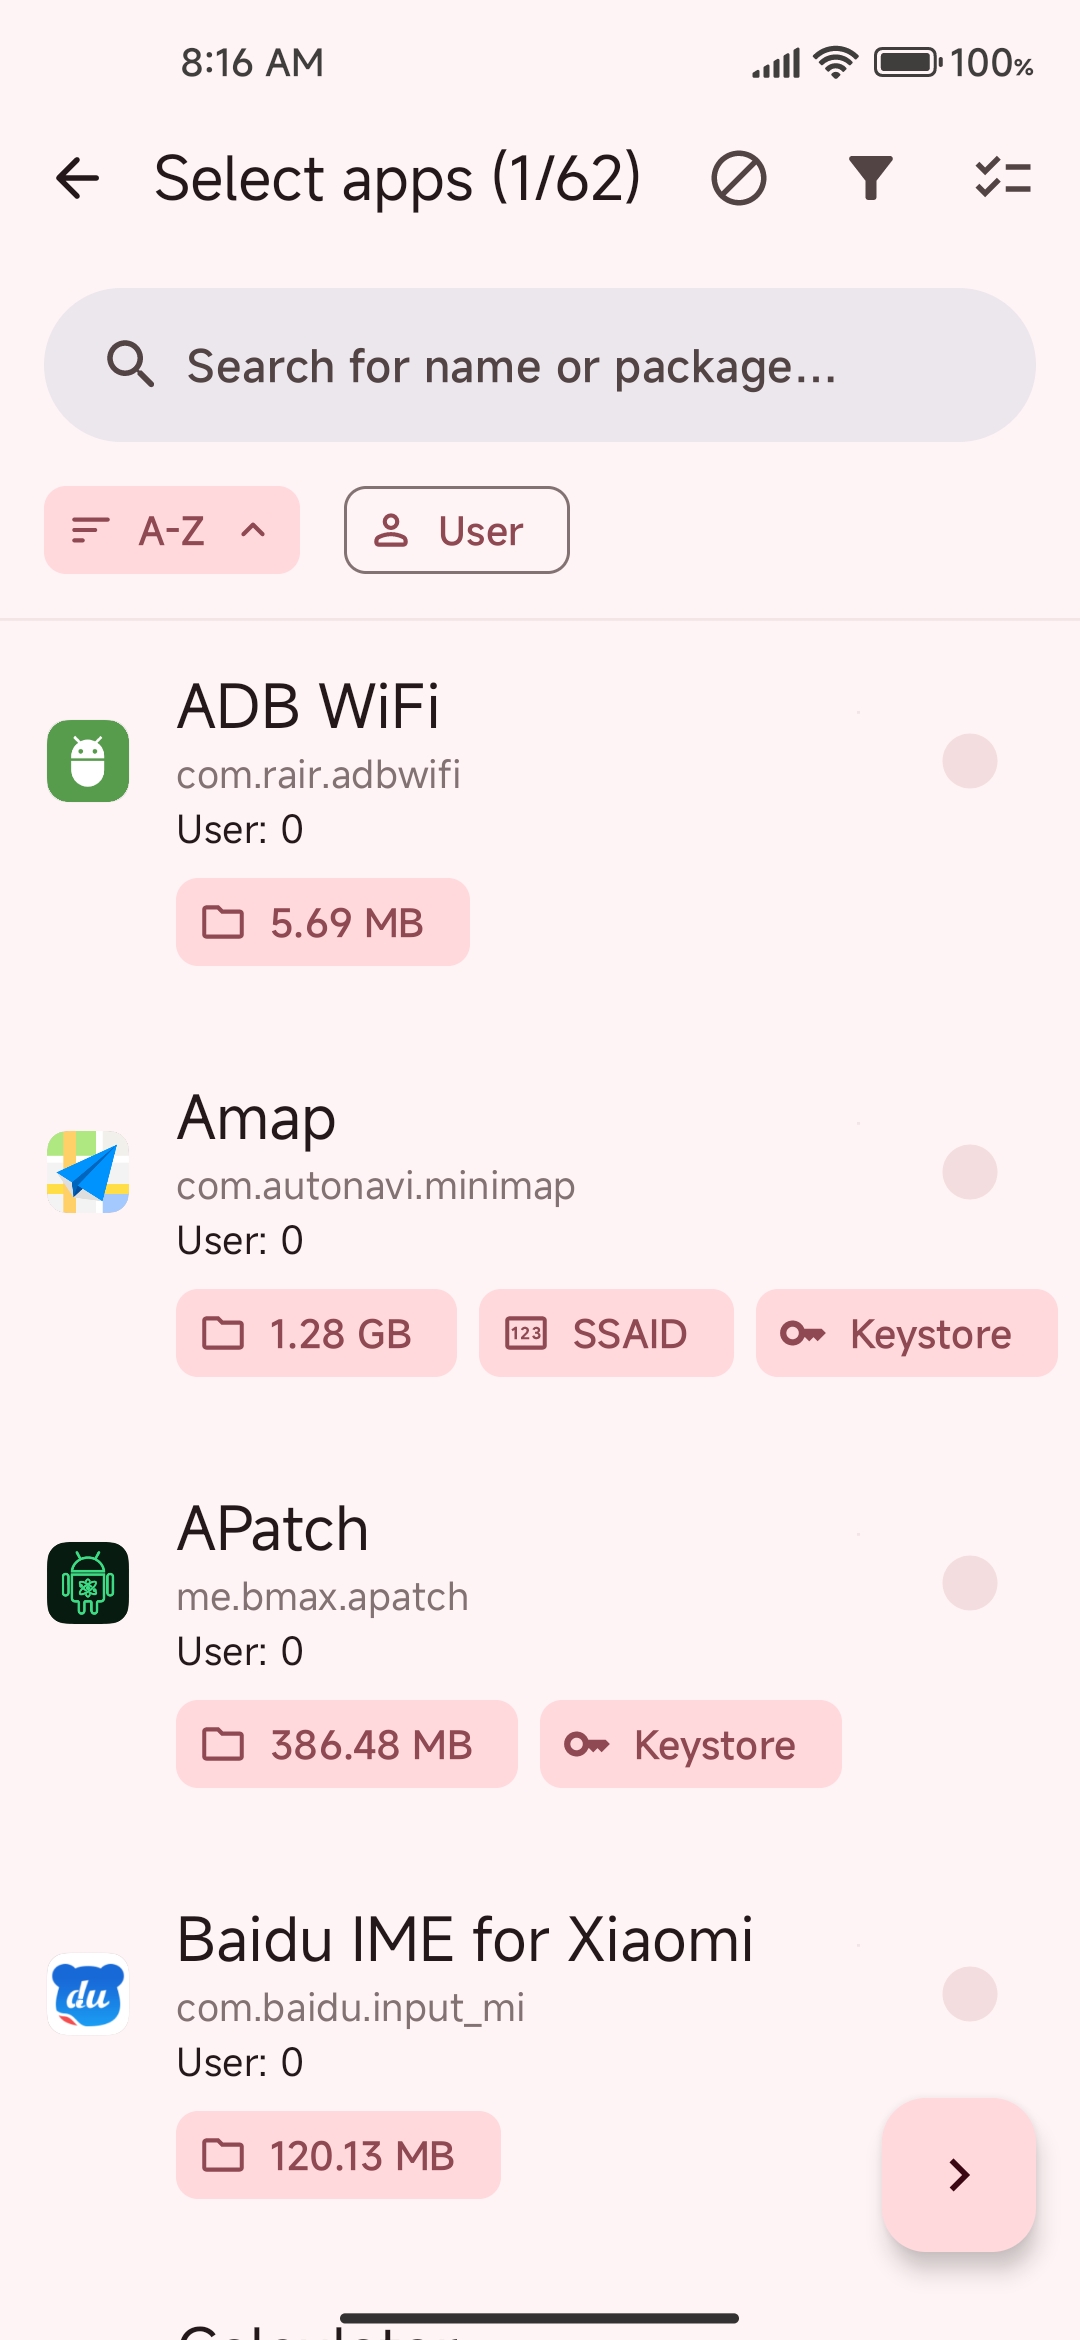 8:16 AM
100%
Select apps (1/62)
Search for name or package...
A-Z
User
ADB WiFi
com.rair.adbwifi
User: 0
5.69 MB
Amap
com.autonavi.minimap
User: 0
1.28 GB
123
SSAID
Keystore
APatch
me.bmax.apatch
User: 0
386.48 MB
Keystore
Baidu IME for Xiaomi
du
com.baidu.input_mi
User: 0
120.13 MB